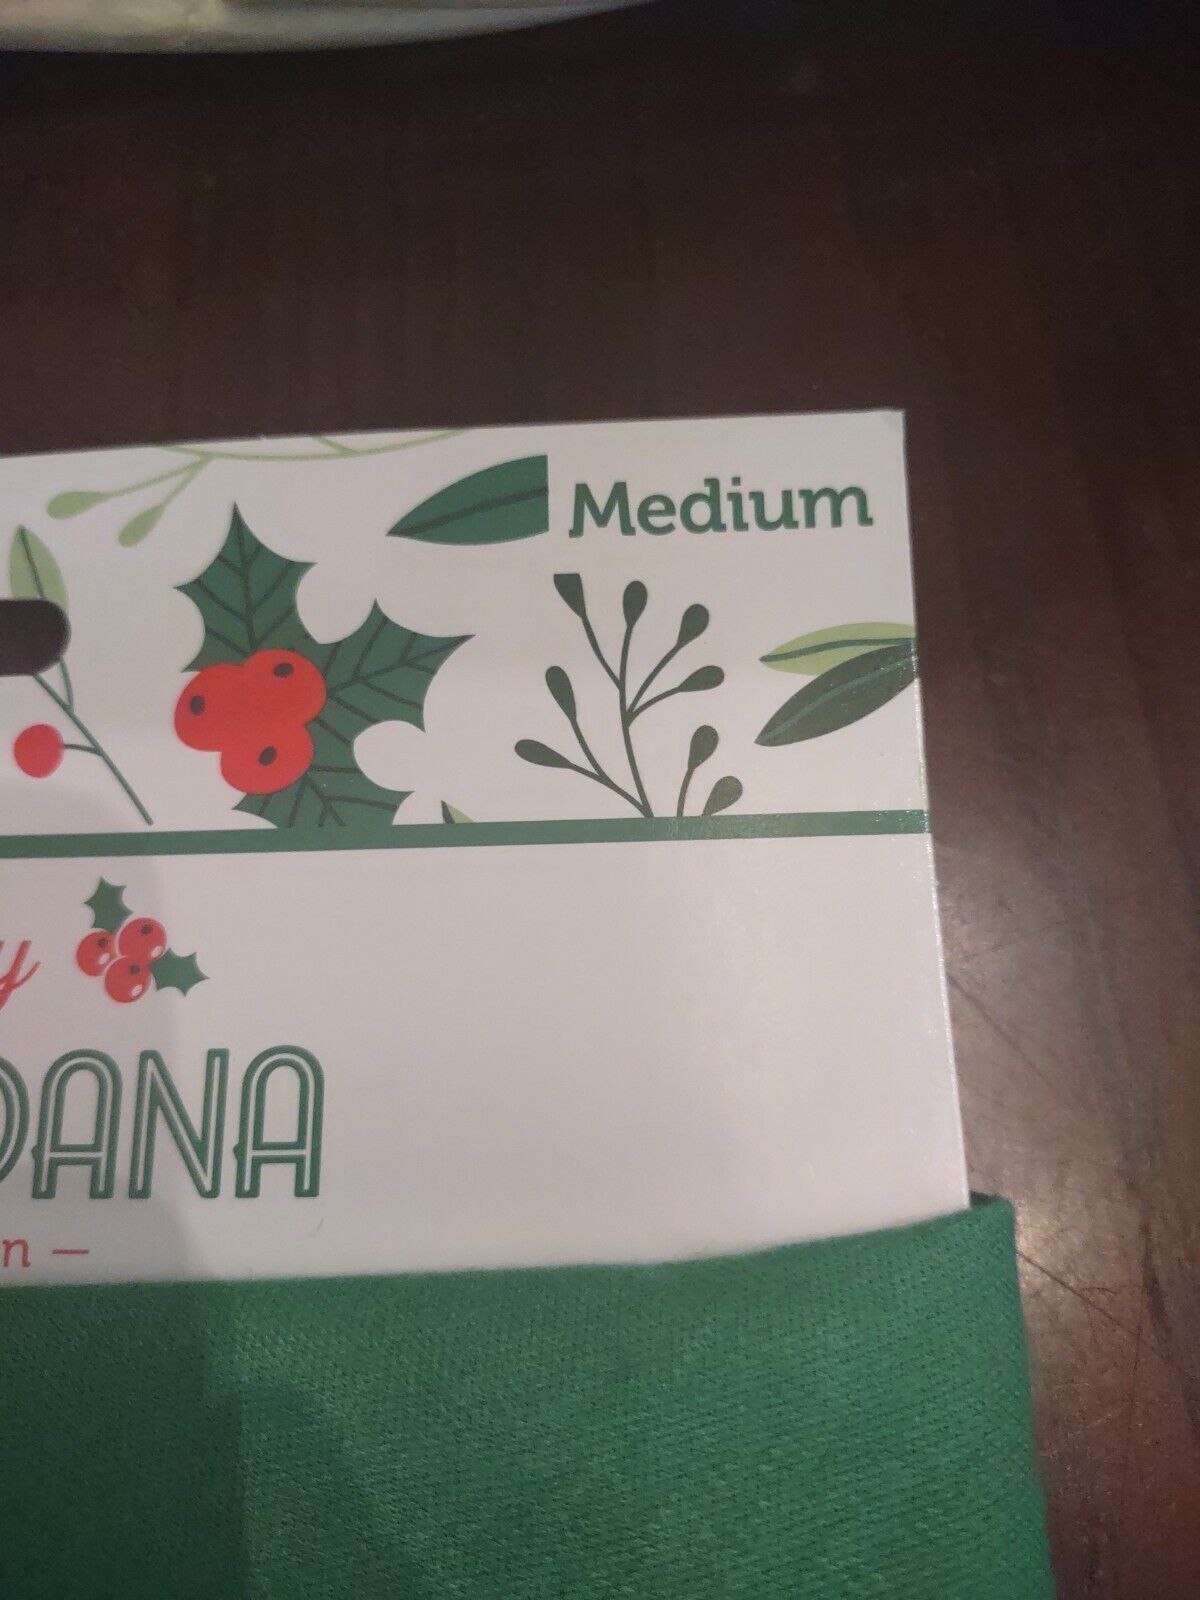 Medium
y
DANA
n —